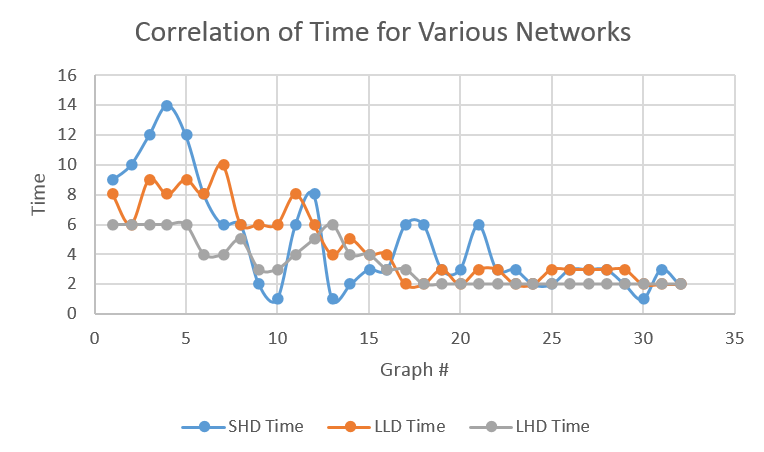 Correlation of Time for Various Networks
16
14
12
10
8
6
4
2
0
Time
0 5 10 15 20 25 30 35
Graph #
SHD Time LLD Time LHD Time